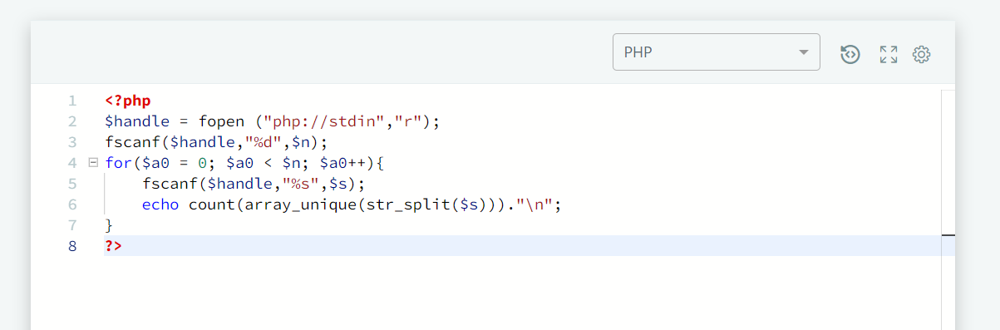 PHP
1 <?php
2 $handle = fopen ("php://stdin","r");
3 fscanf($handle,"%d",$n);
4 for($a0 = 0; $a0 < $n; $a0++){
5     fscanf($handle,"%s",$s);
6     echo count(array_unique(str_split($s)))."\n";
7 }
8 ?>